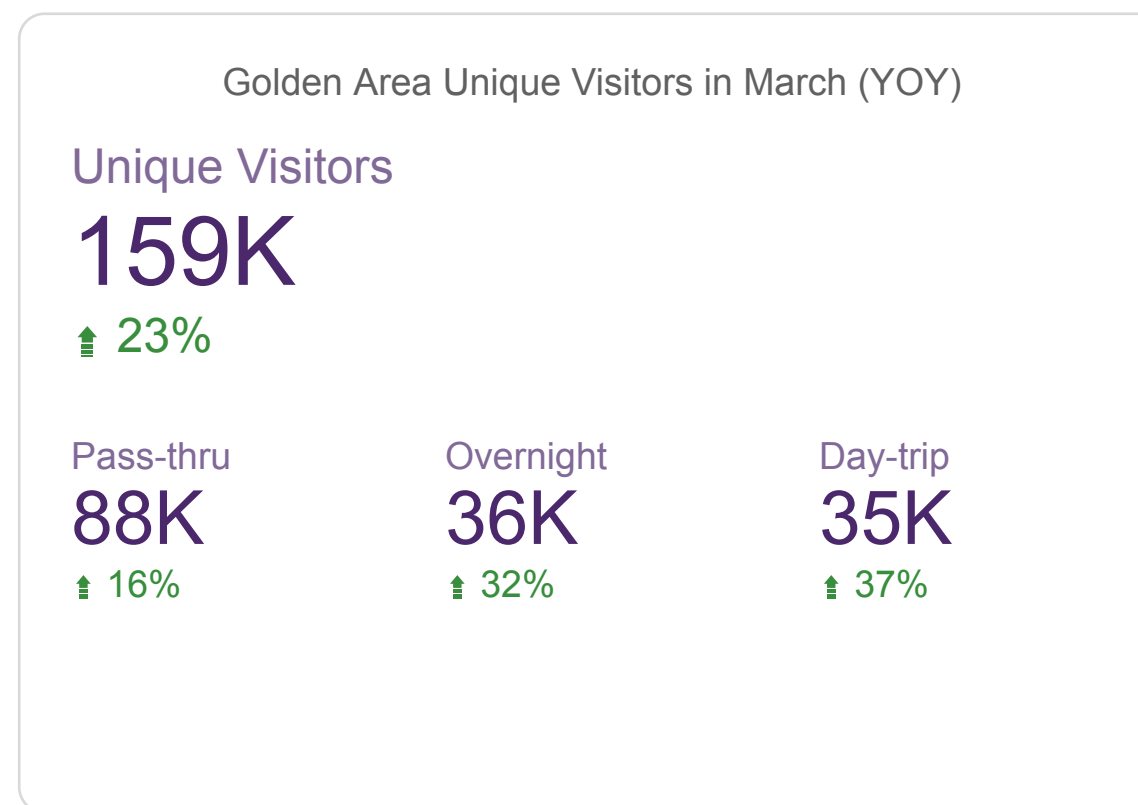 Golden Area Unique Visitors in March (YOY)
Unique Visitors
159K
23%
Pass-thru Overnight Day-trip
88K 36K 35K
16% 32% 37%